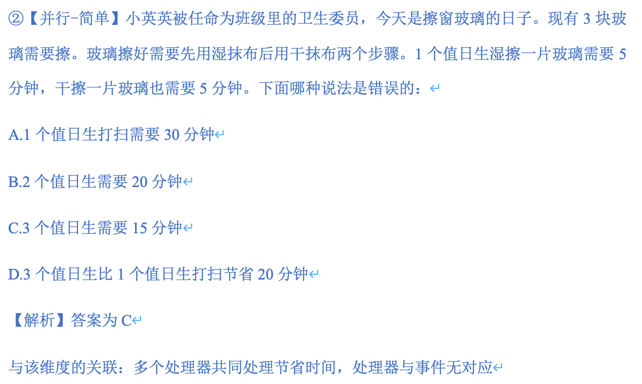 ②【并行-简单】小英英被任命为班级里的卫生委员，今天是擦窗玻璃的日子。现有 3 块玻
璃需要擦。玻璃擦好需要先用湿抹布后用干抹布两个步骤。1 个值日生湿擦一片玻璃需要 5
分钟，干擦一片玻璃也需要 5 分钟。下面哪种说法是错误的：↵
A.1 个值日生打扫需要 30 分钟↵
B.2 个值日生需要 20 分钟↵
C.3 个值日生需要 15 分钟↵
D.3 个值日生比 1 个值日生打扫节省 20 分钟↵
【解析】答案为 C↵
与该维度的关联：多个处理器共同处理节省时间，处理器与事件无对应↵